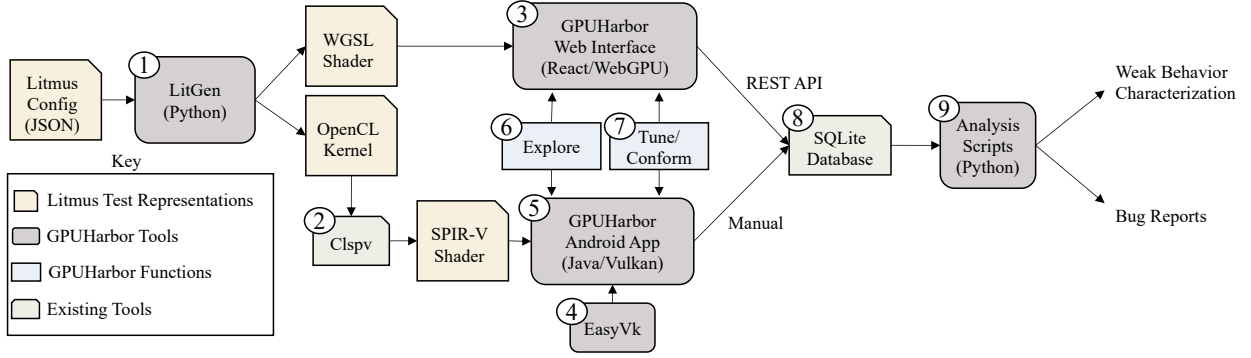 Litmus
Config
(JSON)
1
LitGen
(Python)
WGSL
Shader
OpenCL
Kernel
2
Clspv
SPIR-V
Shader
3
GPUHarbor
Web Interface
(React/WebGPU)
6
Explore
7
Tune/
Conform
5
GPUHarbor
Android App
(Java/Vulkan)
4
EasyVk
REST API
Manual
8
SQLite
Database
9
Analysis
Scripts
(Python)
Weak Behavior
Characterization
Bug Reports
Key
Litmus Test Representations
GPUHarbor Tools
GPUHarbor Functions
Existing Tools